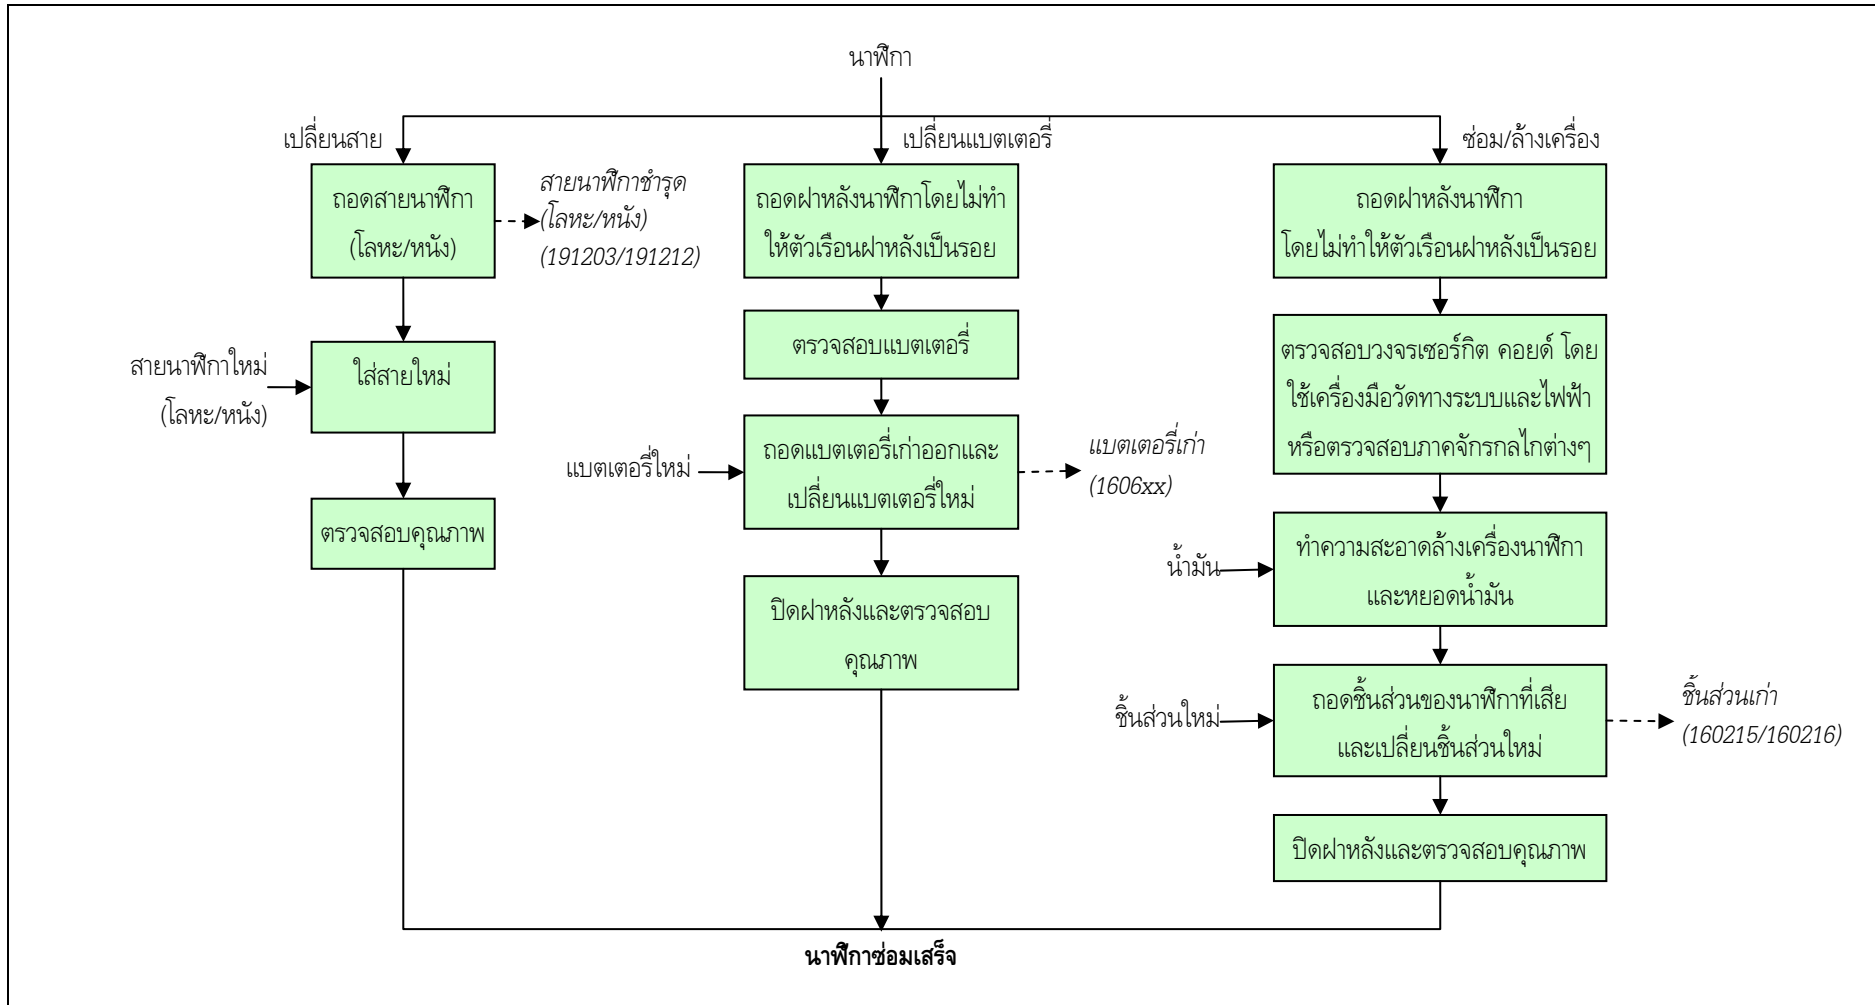 นาฬิกา
เปลี่ยนสาย
ถอดสายนาฬิกา
(โลหะ/หนัง)
สายนาฬิกาชำรุด
(โลหะ/หนัง)
(191203/191212)
สายนาฬิกาใหม่
(โลหะ/หนัง)
ใส่สายใหม่
ตรวจสอบคุณภาพ
เปลี่ยนแบตเตอรี่
ถอดฝาหลังนาฬิกาโดยไม่ทำ
ให้ตัวเรือนฝาหลังเป็นรอย
ตรวจสอบแบตเตอรี่
แบตเตอรี่ใหม่
ถอดแบตเตอรี่เก่าออกและ
เปลี่ยนแบตเตอรี่ใหม่
แบตเตอรี่เก่า
(1606xx)
ปิดฝาหลังและตรวจสอบ
คุณภาพ
ซ่อม/ล้างเครื่อง
ถอดฝาหลังนาฬิกา
โดยไม่ทำให้ตัวเรือนฝาหลังเป็นรอย
ตรวจสอบวงจรเซอร์กิต คอยด์ โดย
ใช้เครื่องมือวัดทางระบบและไฟฟ้า
หรือตรวจสอบภาคจักรกลไกต่างๆ
น้ำมัน
ทำความสะอาดล้างเครื่องนาฬิกา
และหยอดน้ำมัน
ชิ้นส่วนใหม่
ถอดชิ้นส่วนของนาฬิกาที่เสีย
และเปลี่ยนชิ้นส่วนใหม่
ชิ้นส่วนเก่า
(160215/160216)
ปิดฝาหลังและตรวจสอบคุณภาพ
นาฬิกาซ่อมเสร็จ